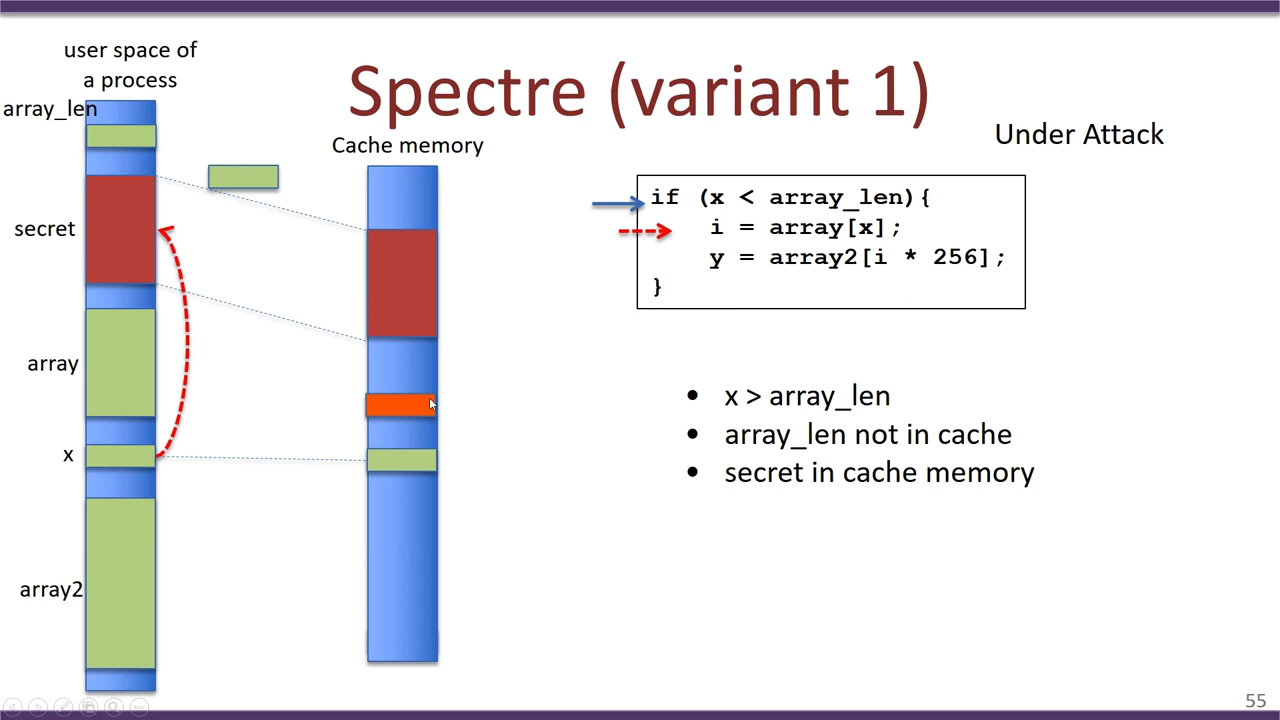 user space of
a process
array_len
secret
array
x
array2
Spectre (variant 1)
Cache memory
Under Attack
if (x < array_len){
i = array[x];
y = array2[i * 256];
}
• x > array_len
• array_len not in cache
• secret in cache memory
55